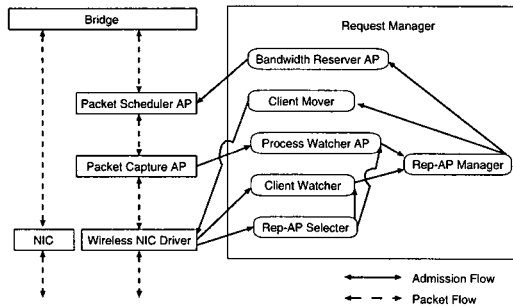 Bridge
Request Manager
Bandwidth Reserver AP
Packet Scheduler AP
Client Mover
Process Watcher AP
Packet Capture AP
Rep-AP Manager
Client Watcher
NIC
Wireless NIC Driver
Rep-AP Selecter
Admission Flow
Packet Flow